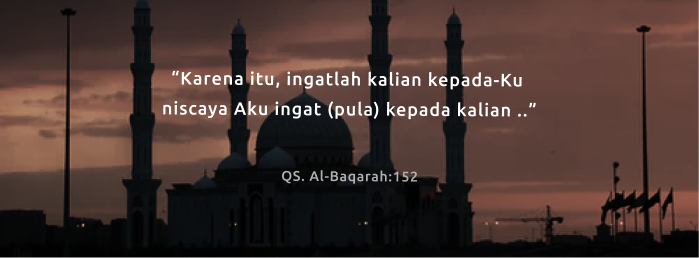 “Karena itu, ingatlah kalian kepada-Ku
niscaya Aku ingat (pula) kepada kalian ..”
QS. Al-Baqarah:152